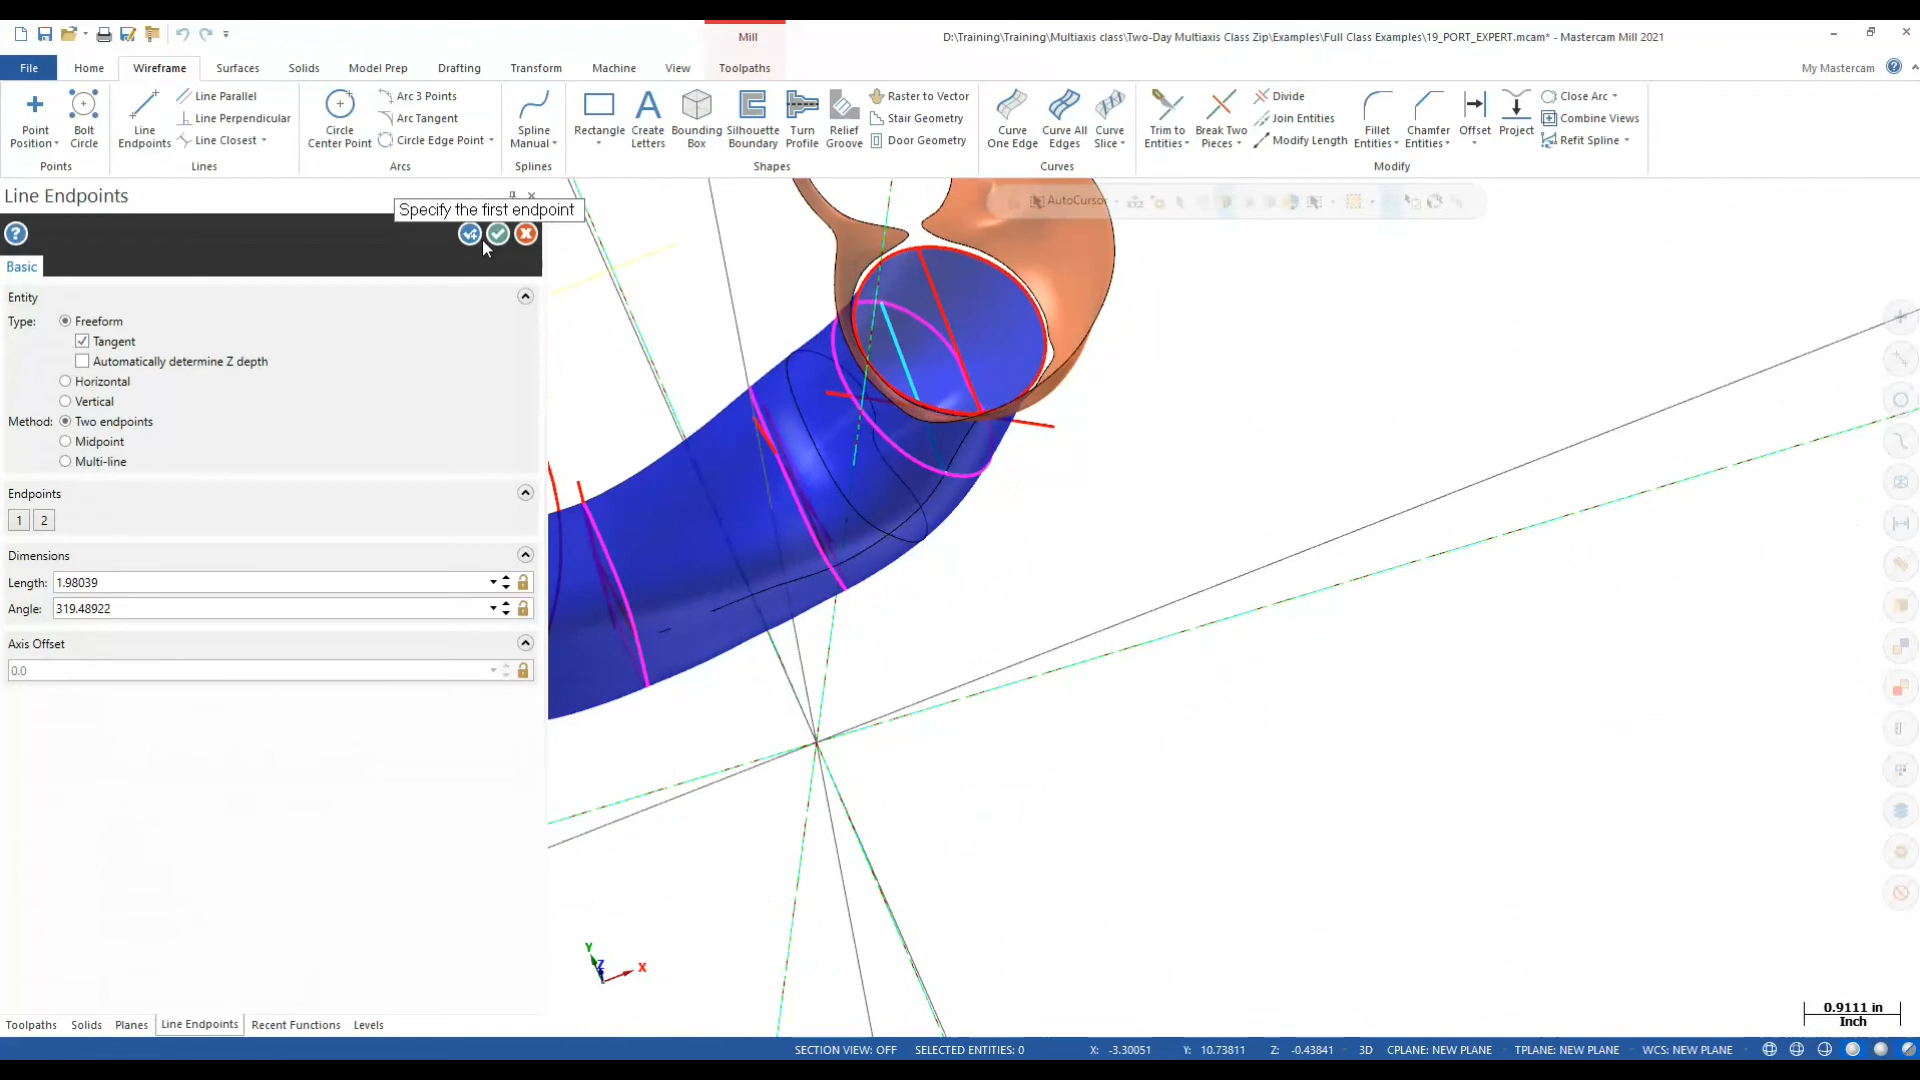 Mill
D:\Training\Training\Multiaxis class\Two-Day Multiaxis Class Zip\Examples\Full Class Examples\19_PORT_EXPERT.mcam* - Mastercam Mill 2021
File Home Wireframe Surfaces Solids Model Prep Drafting Transform Machine View Toolpaths My Mastercam
Point Position
Bolt Circle
Points
Line Endpoints
Line Parallel
Line Perpendicular
Line Closest
Lines
Circle Center Point
Arc 3 Points
Arc Tangent
Circle Edge Point
Arcs
Spline Manual
Splines
Rectangle
Create Letters
Bounding Box
Silhouette Boundary
Turn Profile
Relief Groove
Raster to Vector
Stair Geometry
Door Geometry
Shapes
Curve One Edge
Curve All Edges
Curve Slice
Curves
Trim to Entities
Break Two Pieces
Divide
Join Entities
Modify Length
Fillet Entities
Chamfer Entities
Offset
Project
Close Arc
Combine Views
Refit Spline
Modify
Line Endpoints
Specify the first endpoint
AutoCursor
Basic
Entity
Type: Freeform
Tangent
Automatically determine Z depth
Horizontal
Vertical
Method: Two endpoints
Midpoint
Multi-line
Endpoints
1 2
Dimensions
Length: 1.98039
Angle: 319.48922
Axis Offset
0.0
Y
Z
X
0.9111 in
Inch
Toolpaths Solids Planes Line Endpoints Recent Functions Levels
SECTION VIEW: OFF SELECTED ENTITIES: 0 X: -3.30051 Y: 10.73811 Z: -0.43841 3D CPLANE: NEW PLANE TPLANE: NEW PLANE WCS: NEW PLANE